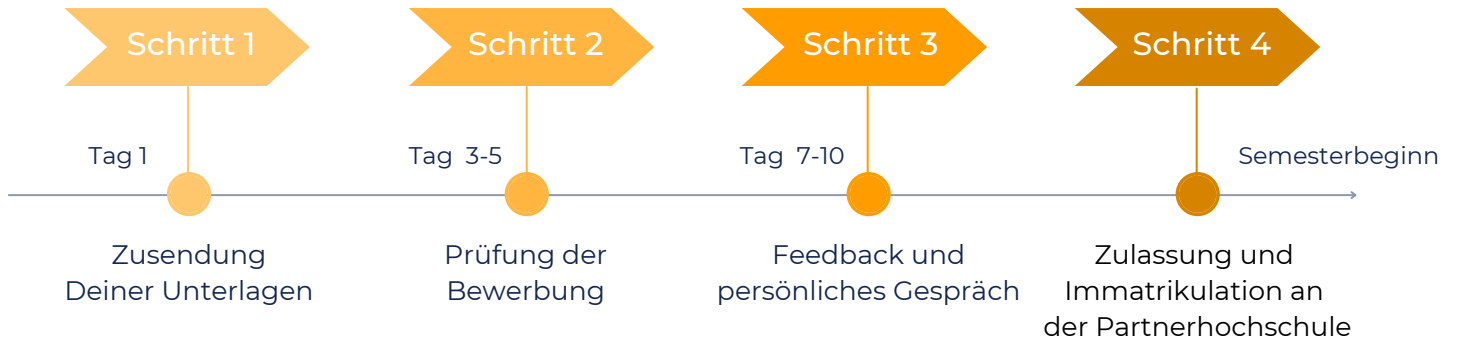 Schritt 1
Schritt 2
Schritt 3
Schritt 4
Tag 1
Tag 3-5
Tag 7-10
Semesterbeginn
Zusendung
Deiner Unterlagen
Prüfung der
Bewerbung
Feedback und
persönliches Gespräch
Zulassung und
Immatrikulation an
der Partnerhochschule